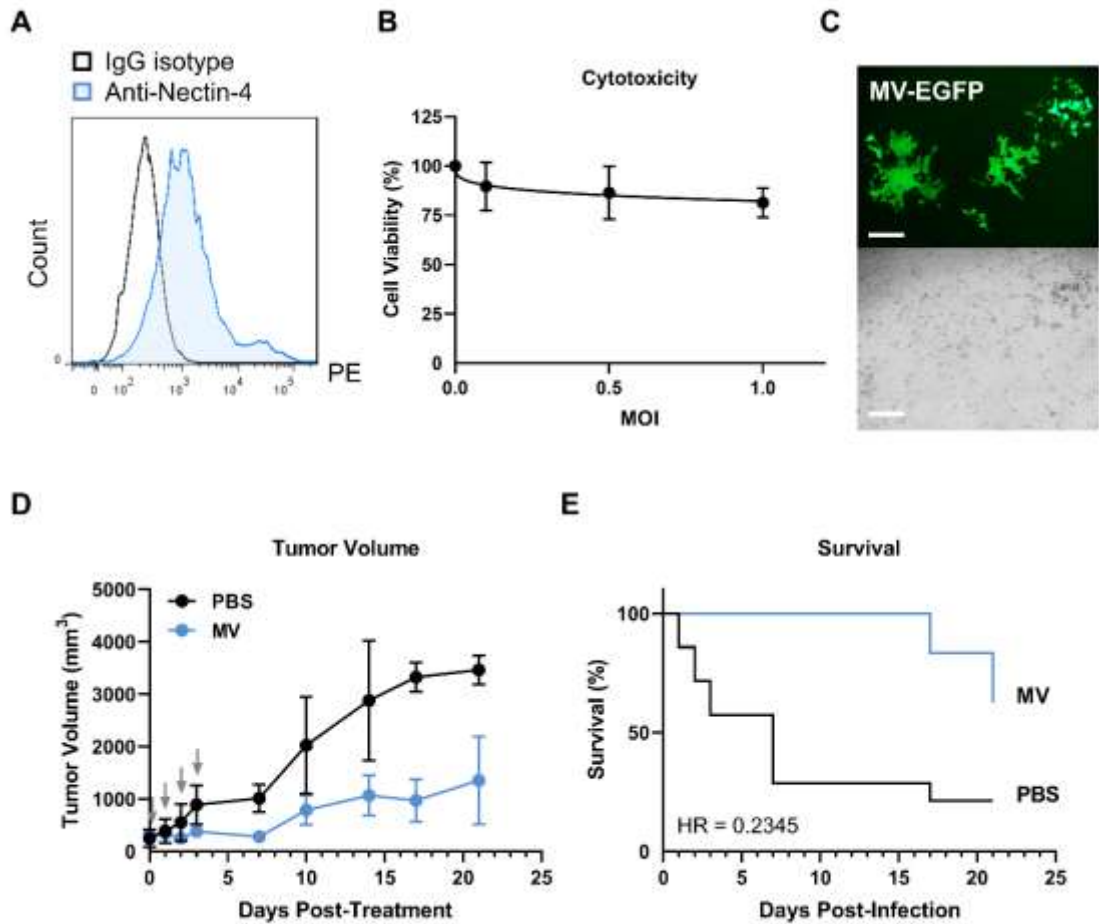 A
IgG isotype
Anti-Nectin-4
Count
0
0 10² 10³ 10⁴ 10⁵
PE
B
Cytotoxicity
Cell Viability (%)
125
100
75
50
25
0
0.0 0.5 1.0
MOI
C
MV-EGFP
D
Tumor Volume
PBS
MV
Tumor Volume (mm³)
5000
4000
3000
2000
1000
0
0 5 10 15 20 25
Days Post-Treatment
E
Survival
Survival (%)
100
50
0
MV
PBS
HR = 0.2345
0 5 10 15 20 25
Days Post-Infection